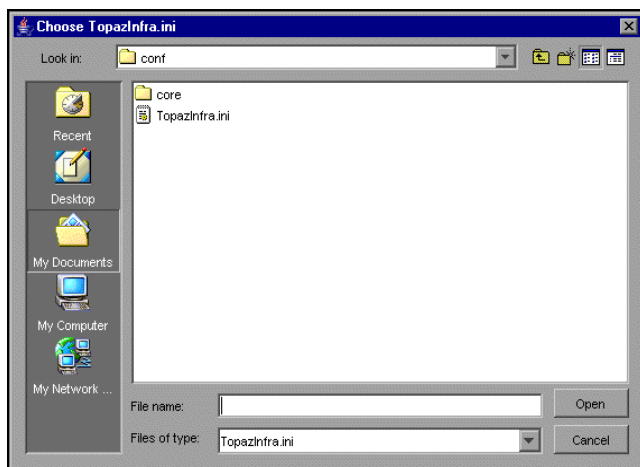 Choose TopazInfra.ini
Look in:
conf
core
TopazInfra.ini
Recent
Desktop
My Documents
My Computer
My Network ...
File name:
Open
Files of type:
TopazInfra.ini
Cancel